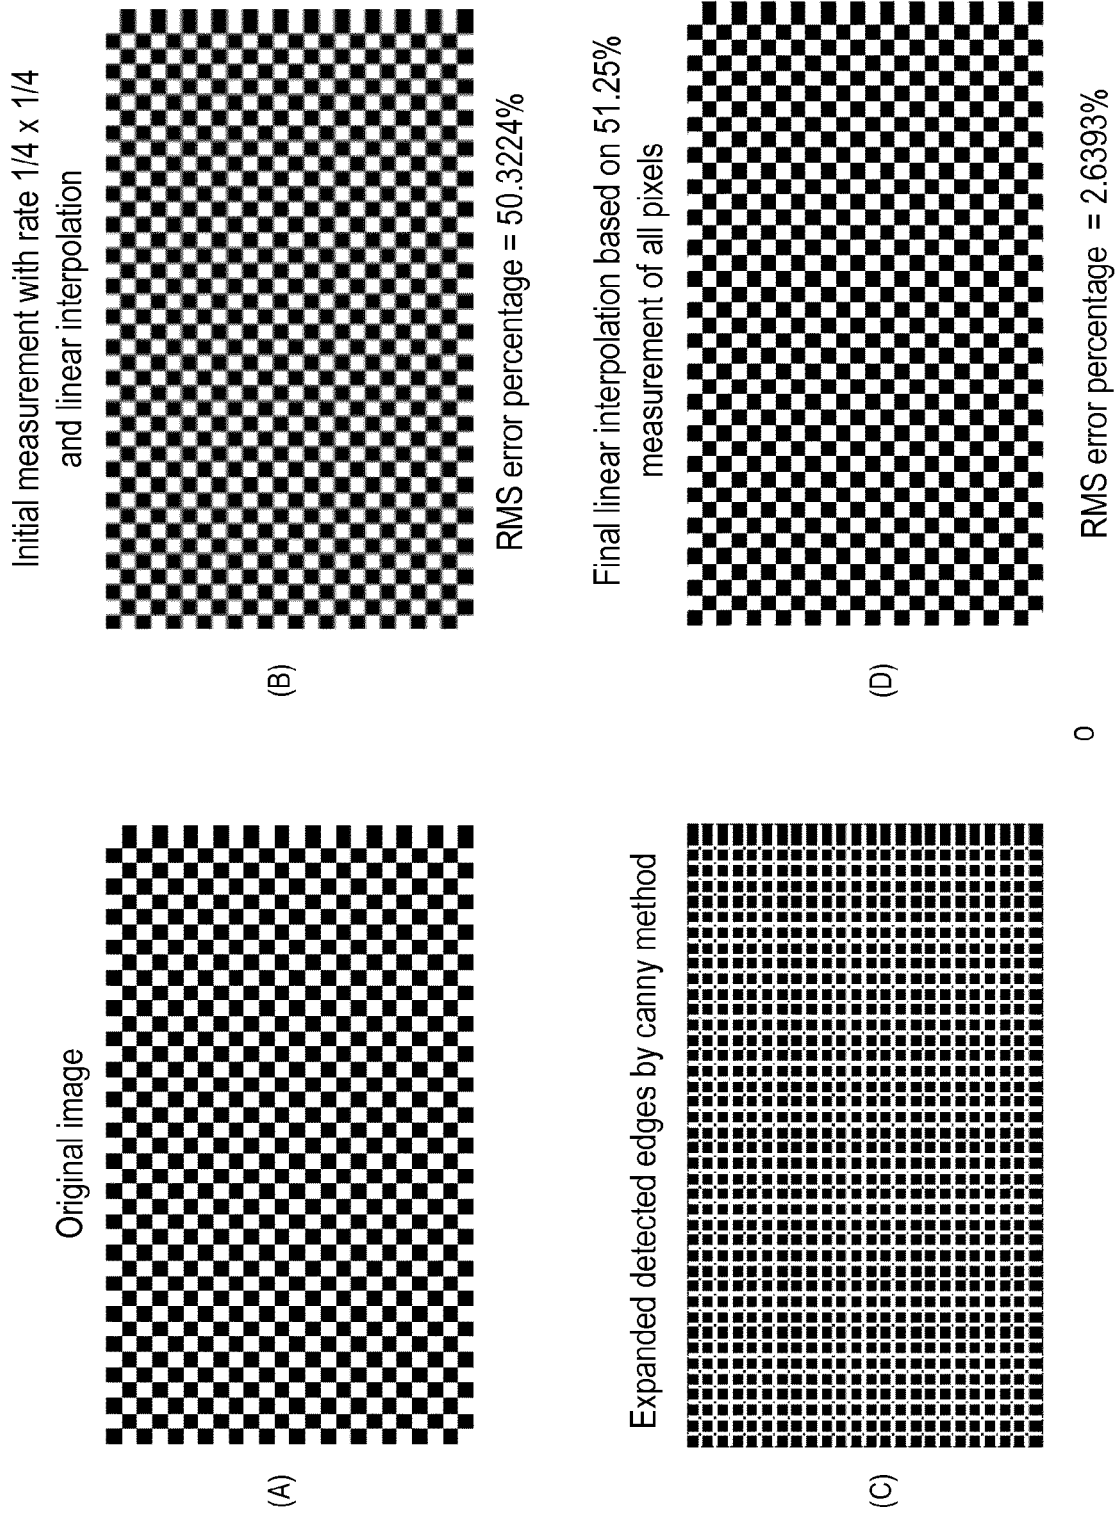 (A)
Original image
(B)
Initial measurement with rate 1/4 x 1/4
and linear interpolation
RMS error percentage = 50.3224%
(C)
Expanded detected edges by canny method
0
(D)
Final linear interpolation based on 51.25%
measurement of all pixels
RMS error percentage = 2.6393%